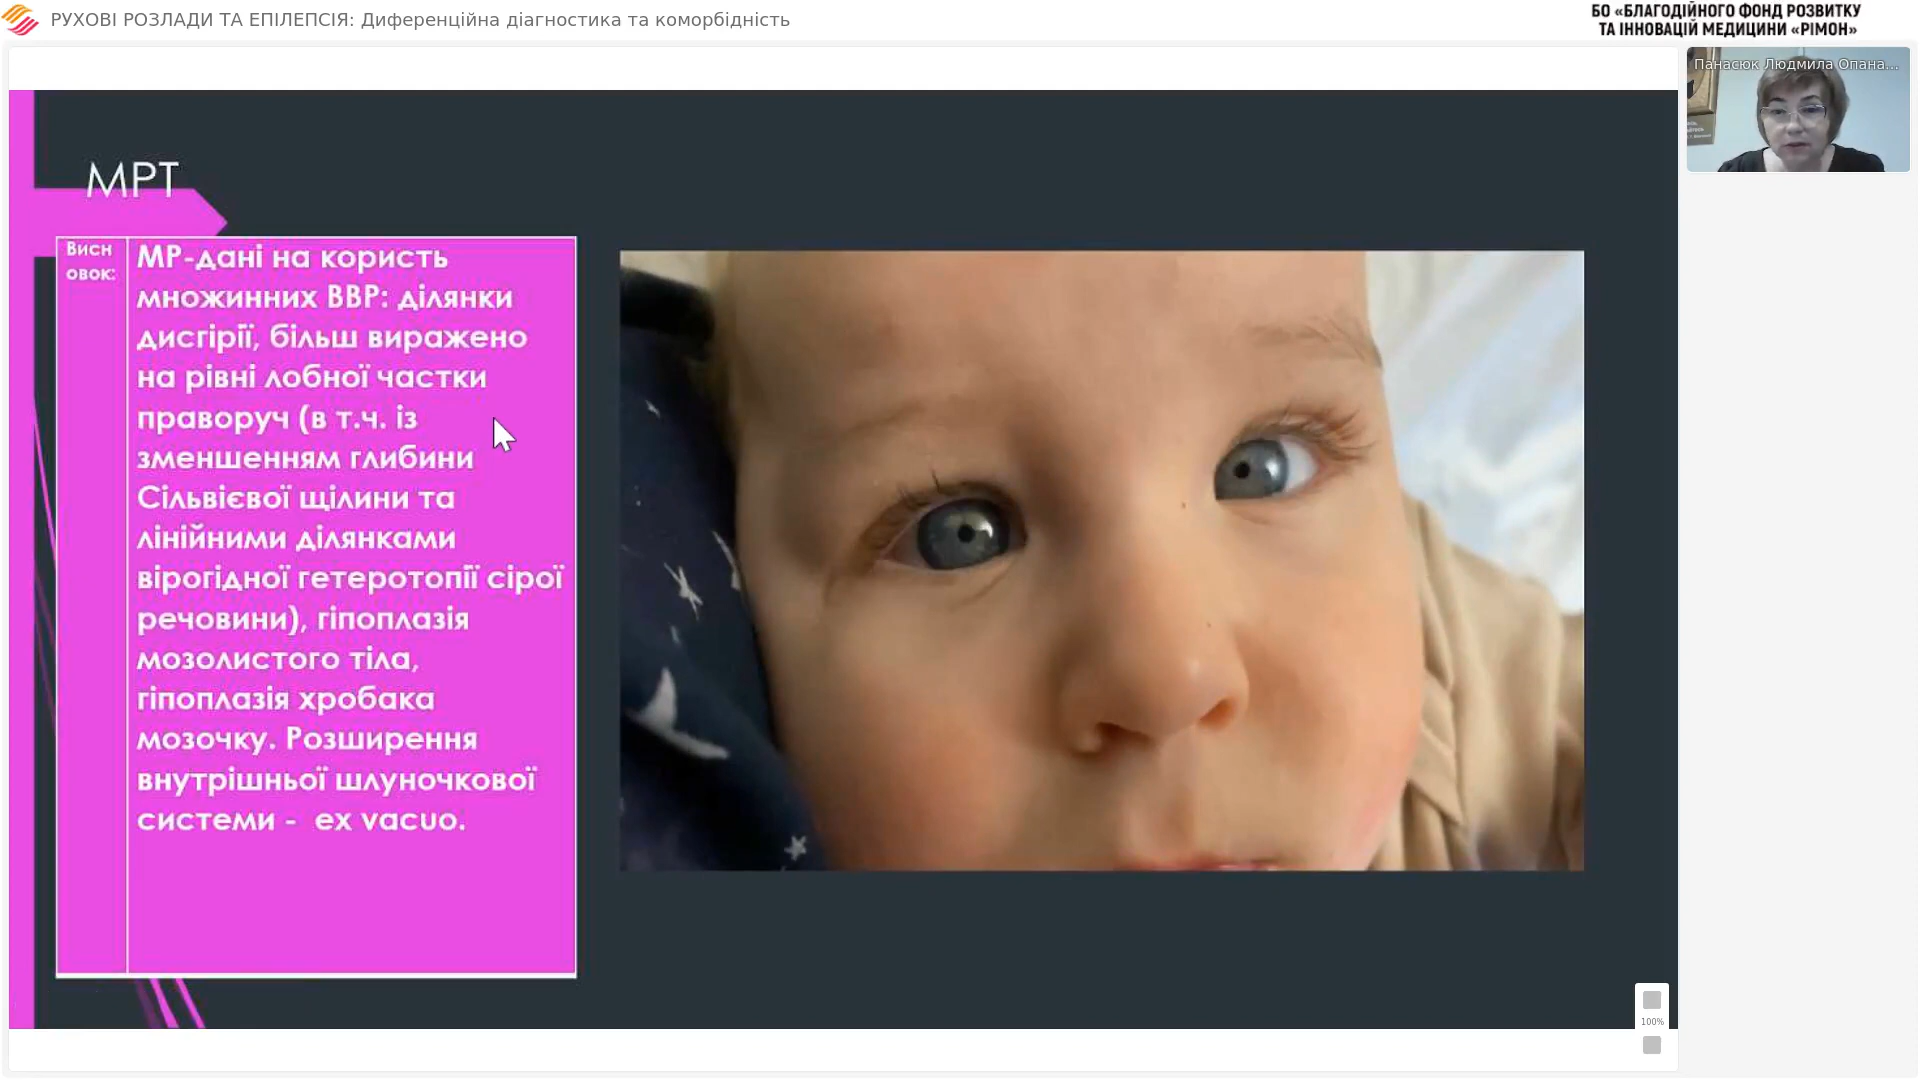 РУХОВІ РОЗЛАДИ ТА ЕПІЛЕПСІЯ: Диференційна діагностика та коморбідність
БО «БЛАГОДІЙНОГО ФОНД РОЗВИТКУ
ТА ІННОВАЦІЙ МЕДИЦИНИ «РІМОН»
Панасюк Людмила Опана...
МРТ
Висн
овок:
МР-дані на користь
множинних ВВР: ділянки
дисгірії, більш виражено
на рівні лобної частки
праворуч (в т.ч. із
зменшенням глибини
Сільвієвої щілини та
лінійними ділянками
вірогідної гетеротопії сірої
речовини), гіпоплазія
мозолистого тіла,
гіпоплазія хробака
мозочку. Розширення
внутрішньої шлуночкової
системи - ex vacuo.
100%